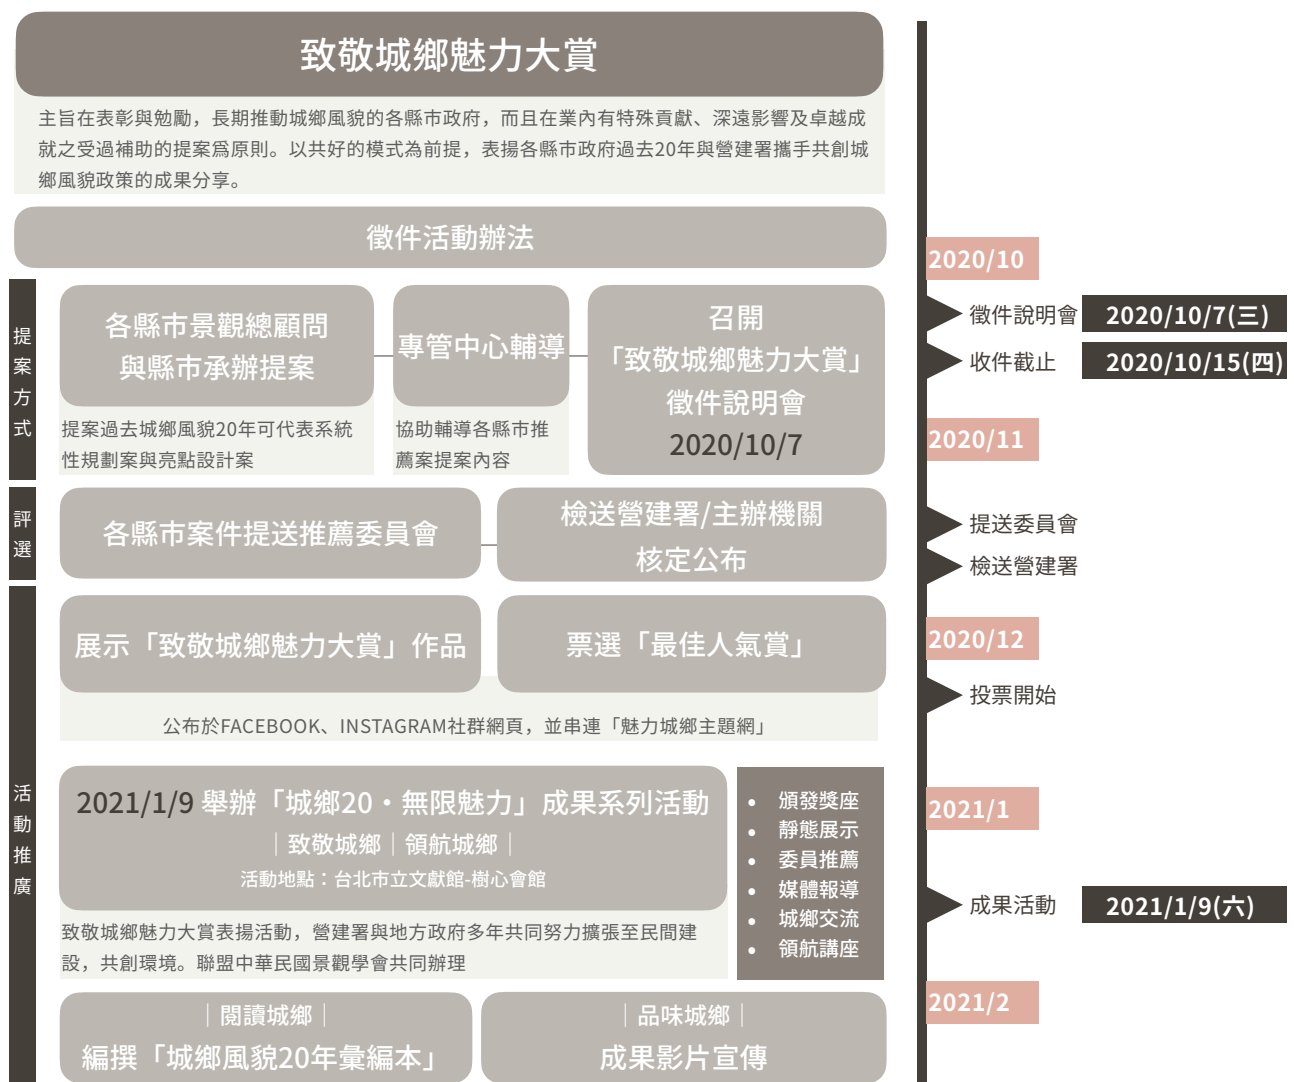 致敬城鄉魅力大賞
主旨在表彰與勉勵，長期推動城鄉風貌的各縣市政府，而且在業內有特殊貢獻、深遠影響及卓越成
就之受過補助的提案爲原則。以共好的模式為前提，表揚各縣市政府過去20年與營建署攜手共創城
鄉風貌政策的成果分享。
徵件活動辦法
提案方式
各縣市景觀總顧問
與縣市承辦提案
提案過去城鄉風貌20年可代表系統
性規劃案與亮點設計案
專管中心輔導
協助輔導各縣市推
薦案提案內容
召開
「致敬城鄉魅力大賞」
徵件說明會
2020/10/7
評選
各縣市案件提送推薦委員會
檢送營建署/主辦機關
核定公布
活動推廣
展示「致敬城鄉魅力大賞」作品
票選「最佳人氣賞」
公布於FACEBOOK、INSTAGRAM社群網頁，並串連「魅力城鄉主題網」
2021/1/9 舉辦「城鄉20・無限魅力」成果系列活動
｜致敬城鄉｜領航城鄉｜
活動地點：台北市立文獻館-樹心會館
致敬城鄉魅力大賞表揚活動，營建署與地方政府多年共同努力擴張至民間建
設，共創環境。聯盟中華民國景觀學會共同辦理
• 頒發獎座
• 靜態展示
• 委員推薦
• 媒體報導
• 城鄉交流
• 領航講座
｜閱讀城鄉｜
編撰「城鄉風貌20年彙編本」
｜品味城鄉｜
成果影片宣傳
2020/10
徵件說明會 2020/10/7(三)
收件截止 2020/10/15(四)
2020/11
提送委員會
檢送營建署
2020/12
投票開始
2021/1
成果活動 2021/1/9(六)
2021/2